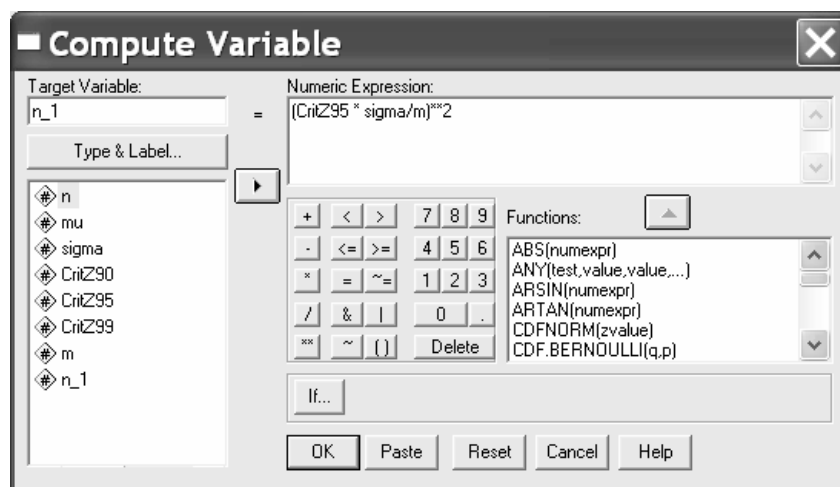 Compute Variable
Target Variable:
n_1
=
Numeric Expression:
(CritZ95 * sigma/m)**2
Type & Label...
n
mu
sigma
CritZ90
CritZ95
CritZ99
m
n_1
+ < > 7 8 9
- <= >= 4 5 6
* = ~= 1 2 3
/ & | 0 .
** ~ ( ) Delete
Functions:
ABS(numexpr)
ANY(test,value,value,...)
ARSIN(numexpr)
ARTAN(numexpr)
CDFNORM(zvalue)
CDF.BERNOULLI(q,p)
If...
OK Paste Reset Cancel Help